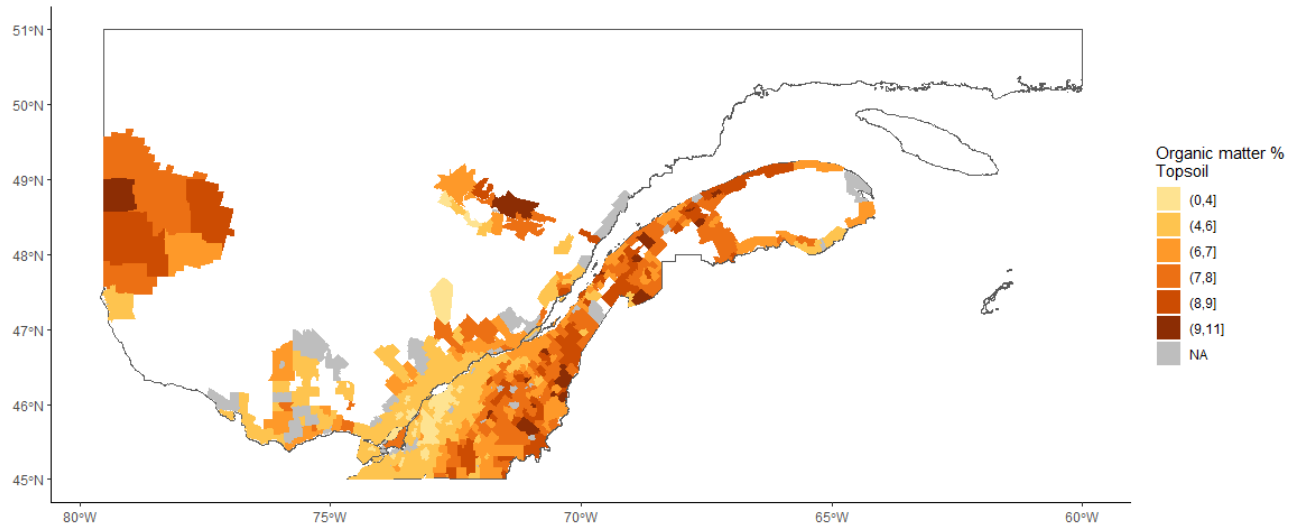 51°N
50°N
49°N
48°N
47°N
46°N
45°N
80°W
75°W
70°W
65°W
60°W
Organic matter %
Topsoil
(0,4]
(4,6]
(6,7]
(7,8]
(8,9]
(9,11]
NA